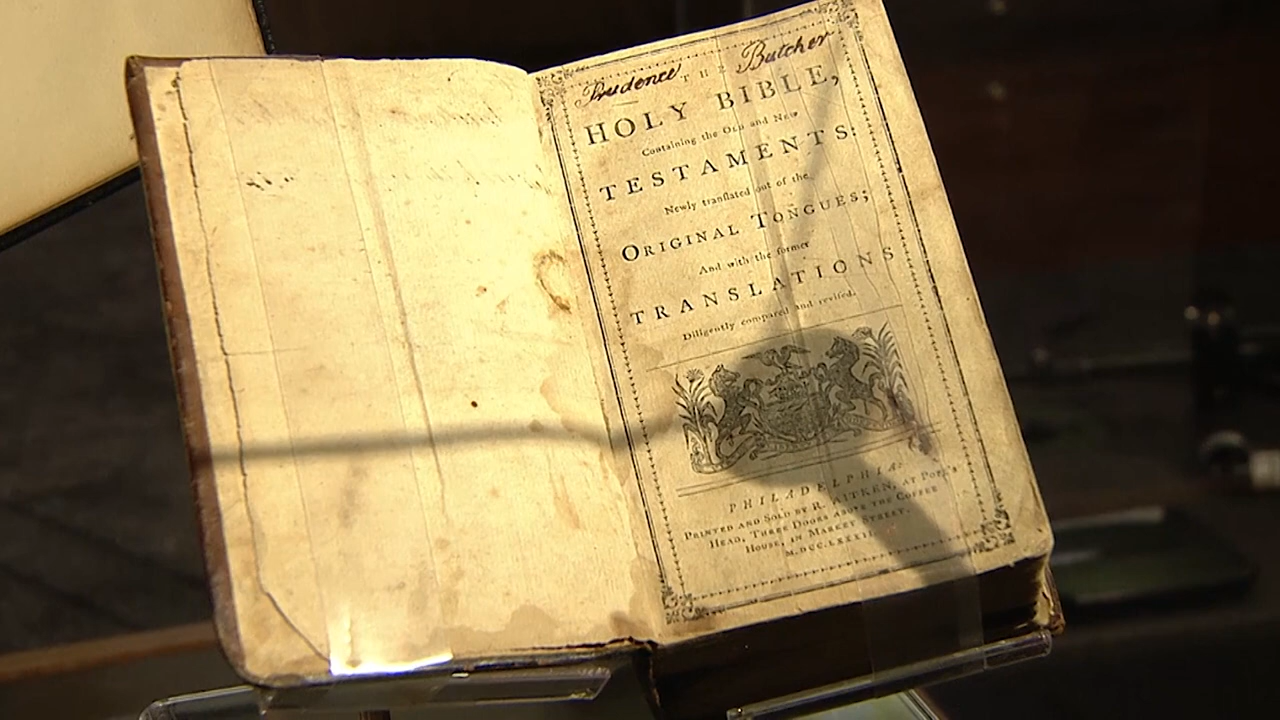 Prudence Butcher
THE
HOLY BIBLE,
Containing the OLD and NEW
TESTAMENTS:
Newly tranſlated out of the
ORIGINAL TONGUES;
And with the former
TRANSLATIONS
Diligently compared and reviſed.
PHILADELPHIA:
PRINTED AND SOLD BY R. AITKEN, AT POPE'S
HEAD, THREE DOORS ABOVE THE COFFEE
HOUSE, IN MARKET STREET.
M.DCC.LXXXII